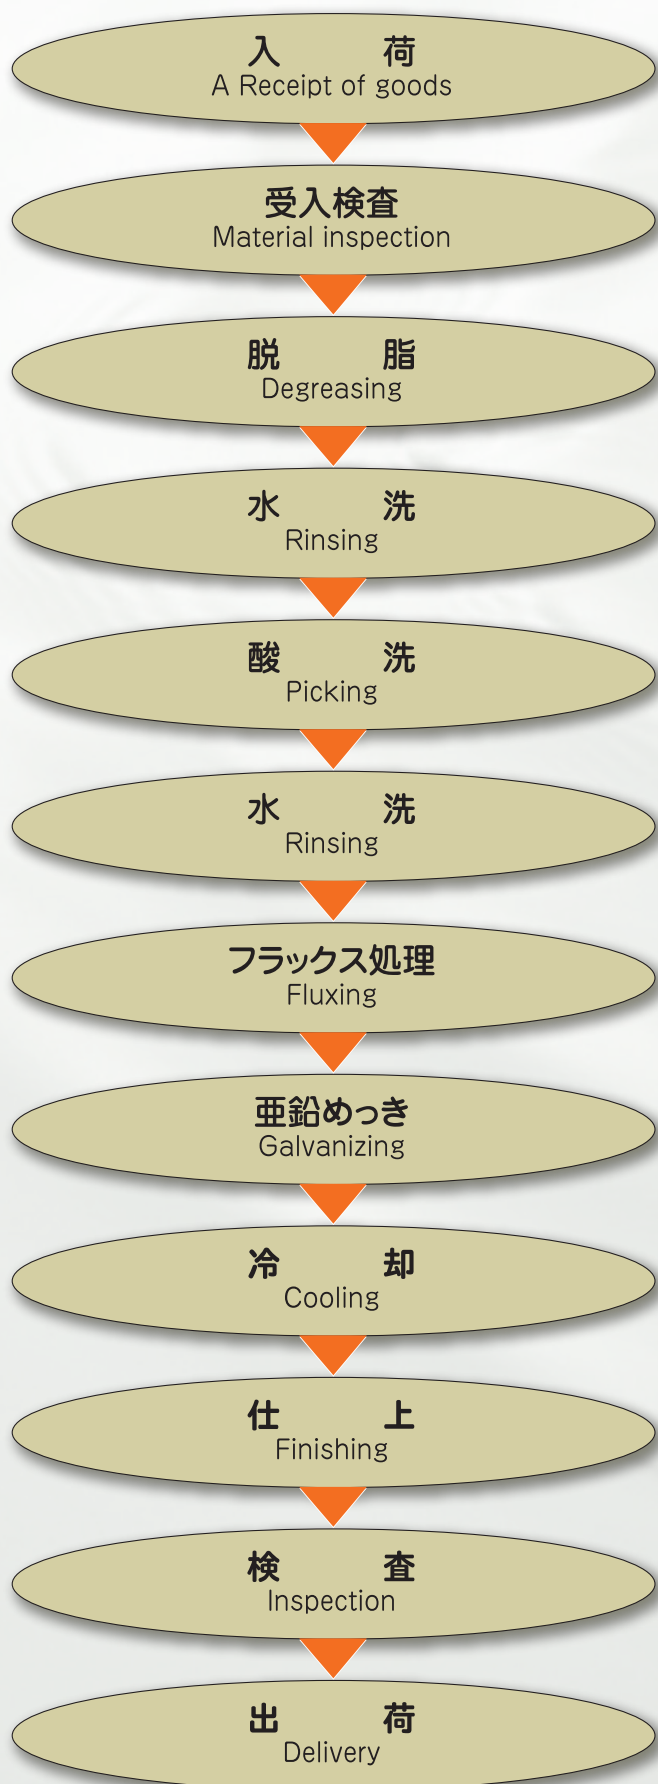 入荷
A Receipt of goods
受入検査
Material inspection
脱脂
Degreasing
水洗
Rinsing
酸洗
Picking
水洗
Rinsing
フラックス処理
Fluxing
亜鉛めっき
Galvanizing
冷却
Cooling
仕上
Finishing
検査
Inspection
出荷
Delivery